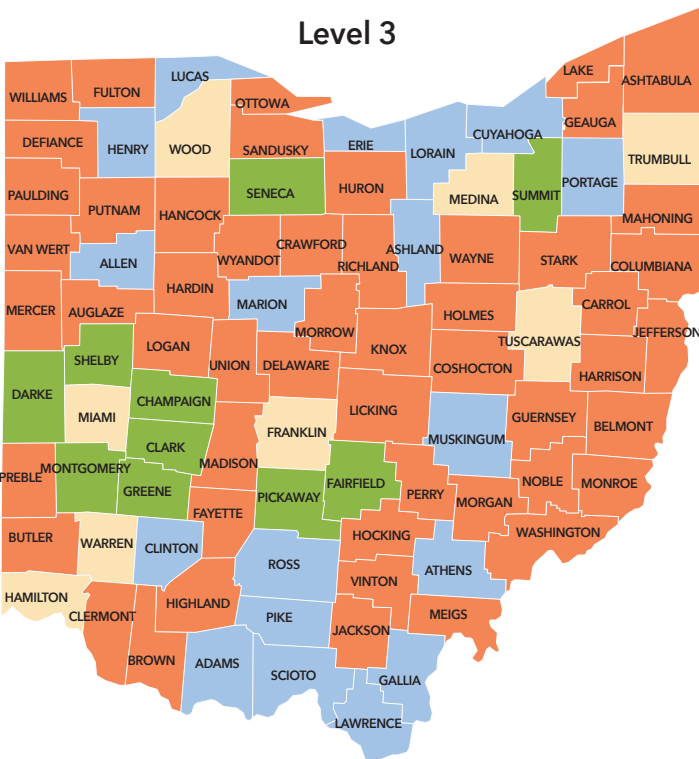 Level 3
LUCAS
LAKE
ASHTABULA
WILLIAMS
FULTON
OTTOWA
GEAUGA
CUYAHOGA
DEFIANCE
HENRY
WOOD
SANDUSKY
ERIE
LORAIN
TRUMBULL
PORTAGE
PAULDING
SENECA
HURON
MEDINA
SUMMIT
PUTNAM
HANCOCK
MAHONING
VAN WERT
ALLEN
WYANDOT
CRAWFORD
RICHLAND
ASHLAND
WAYNE
STARK
COLUMBIANA
HARDIN
MARION
MERCER
AUGLAZE
MORROW
HOLMES
CARROL
JEFFERSON
TUSCARAWAS
LOGAN
KNOX
SHELBY
UNION
DELAWARE
COSHOCTON
HARRISON
DARKE
CHAMPAIGN
LICKING
MIAMI
GUERNSEY
BELMONT
FRANKLIN
MUSKINGUM
CLARK
MADISON
PREBLE
MONTGOMERY
GREENE
PICKAWAY
FAIRFIELD
PERRY
NOBLE
MONROE
MORGAN
FAYETTE
WASHINGTON
BUTLER
WARREN
CLINTON
HOCKING
ROSS
ATHENS
VINTON
HAMILTON
HIGHLAND
CLERMONT
PIKE
JACKSON
MEIGS
BROWN
ADAMS
SCIOTO
GALLIA
LAWRENCE